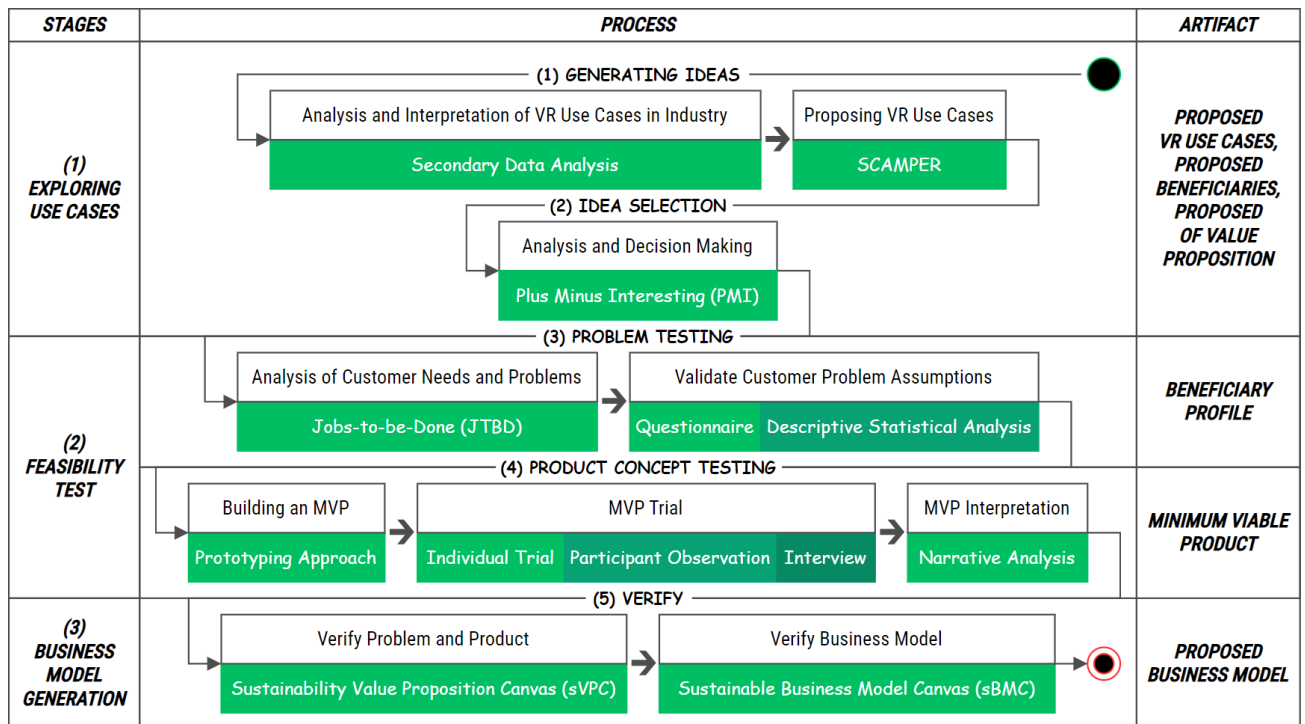 STAGES
PROCESS
ARTIFACT
(1)
EXPLORING
USE CASES
(1) GENERATING IDEAS
Analysis and Interpretation of VR Use Cases in Industry
Secondary Data Analysis
Proposing VR Use Cases
SCAMPER
(2) IDEA SELECTION
Analysis and Decision Making
Plus Minus Interesting (PMI)
PROPOSED
VR USE CASES,
PROPOSED
BENEFICIARIES,
PROPOSED
OF VALUE
PROPOSITION
(2)
FEASIBILITY
TEST
(3) PROBLEM TESTING
Analysis of Customer Needs and Problems
Jobs-to-be-Done (JTBD)
Validate Customer Problem Assumptions
Questionnaire
Descriptive Statistical Analysis
BENEFICIARY
PROFILE
(4) PRODUCT CONCEPT TESTING
Building an MVP
Prototyping Approach
MVP Trial
Individual Trial
Participant Observation
Interview
MVP Interpretation
Narrative Analysis
MINIMUM VIABLE
PRODUCT
(3)
BUSINESS
MODEL
GENERATION
(5) VERIFY
Verify Problem and Product
Sustainability Value Proposition Canvas (sVPC)
Verify Business Model
Sustainable Business Model Canvas (sBMC)
PROPOSED
BUSINESS MODEL